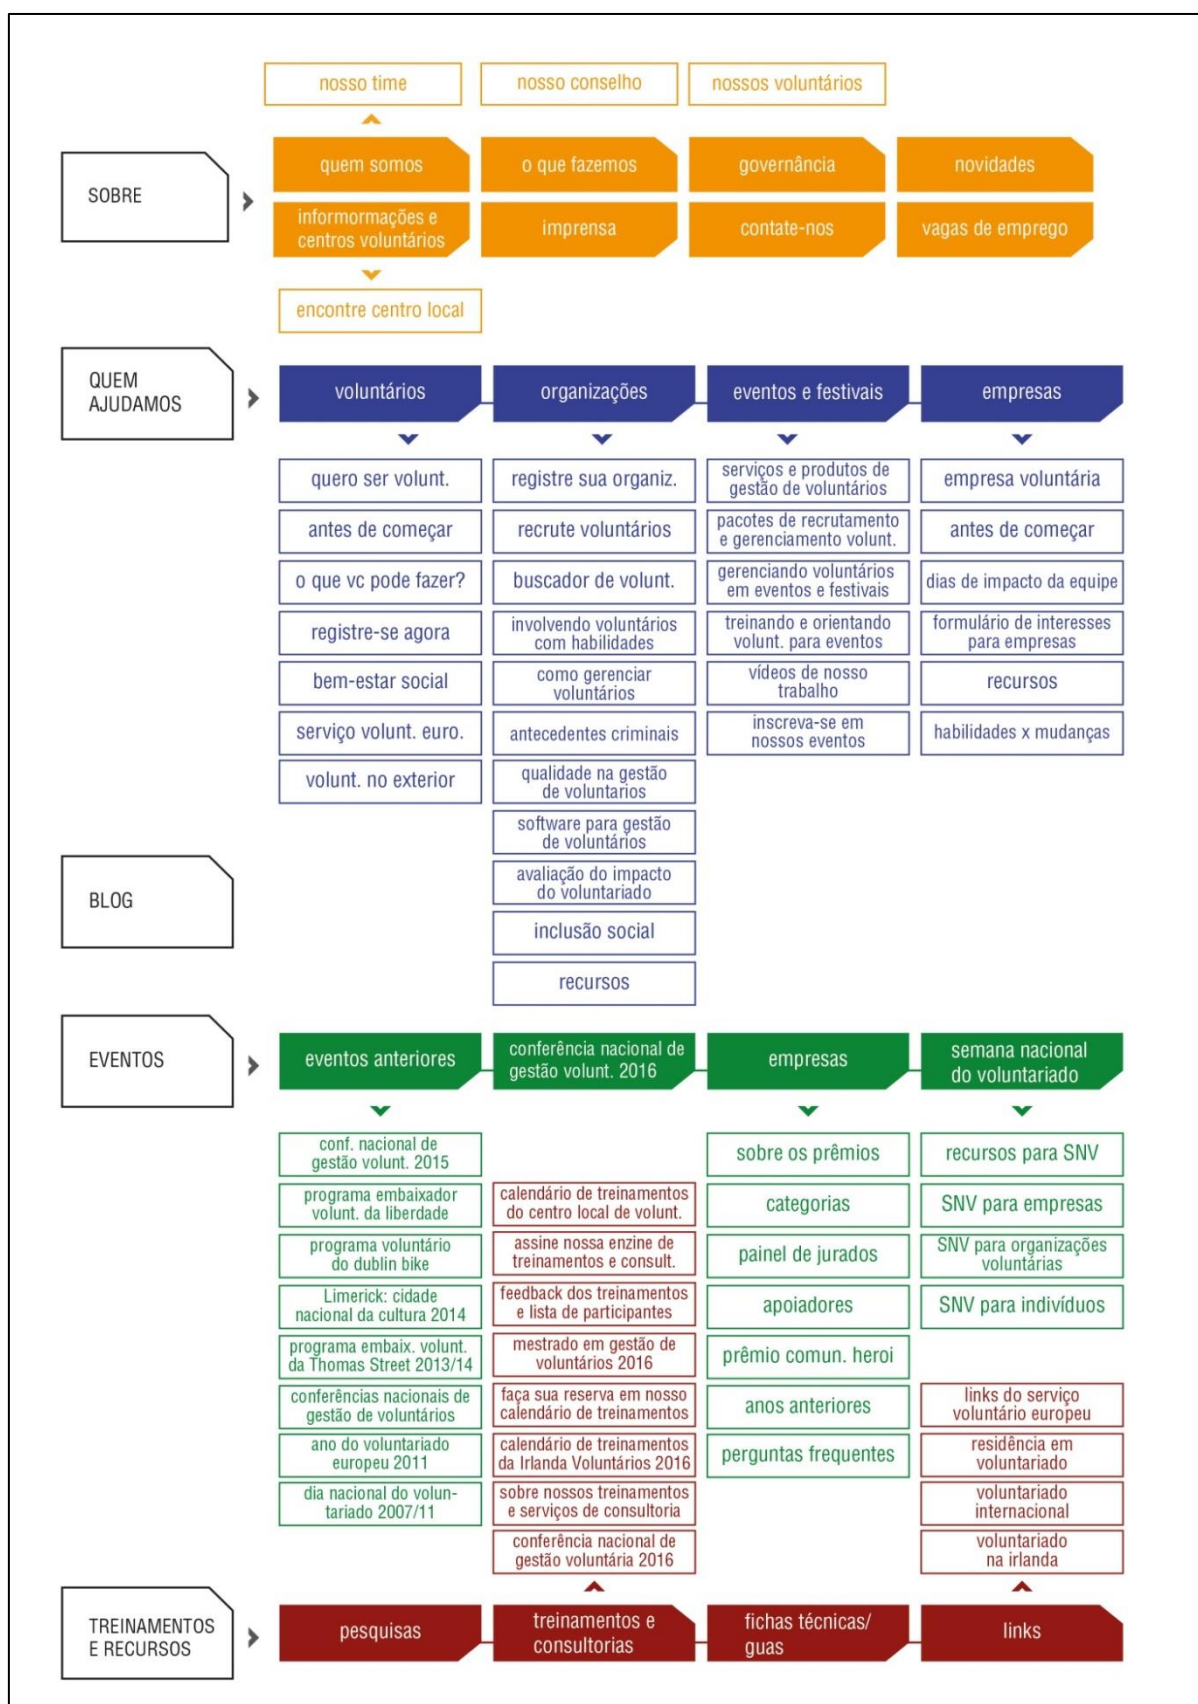 nosso time
nosso conselho
nossos voluntários
SOBRE
quem somos
o que fazemos
governância
novidades
informormações e
centros voluntários
imprensa
contate-nos
vagas de emprego
encontre centro local
QUEM
AJUDAMOS
voluntários
organizações
eventos e festivais
empresas
quero ser volunt.
antes de começar
o que vc pode fazer?
registre-se agora
bem-estar social
serviço volunt. euro.
volunt. no exterior
registre sua organiz.
recrute voluntários
buscador de volunt.
involvendo voluntários
com habilidades
como gerenciar
voluntários
antecedentes criminais
qualidade na gestão
de voluntarios
software para gestão
de voluntários
avaliação do impacto
do voluntariado
inclusão social
recursos
serviços e produtos de
gestão de voluntários
pacotes de recrutamento
e gerenciamento volunt.
gerenciando voluntários
em eventos e festivais
treinando e orientando
volunt. para eventos
vídeos de nosso
trabalho
inscreva-se em
nossos eventos
empresa voluntária
antes de começar
dias de impacto da equipe
formulário de interesses
para empresas
recursos
habilidades x mudanças
BLOG
EVENTOS
eventos anteriores
conferência nacional de
gestão volunt. 2016
empresas
semana nacional
do voluntariado
conf. nacional de
gestão volunt. 2015
programa embaixador
volunt. da liberdade
programa voluntário
do dublin bike
Limerick: cidade
nacional da cultura 2014
programa embaix. volunt.
da Thomas Street 2013/14
conferências nacionais de
gestão de voluntários
ano do voluntariado
europeu 2011
dia nacional do volun-
tariado 2007/11
calendário de treinamentos
do centro local de volunt.
assine nossa enzine de
treinamentos e consult.
feedback dos treinamentos
e lista de participantes
mestrado em gestão de
voluntários 2016
faça sua reserva em nosso
calendário de treinamentos
calendário de treinamentos
da Irlanda Voluntários 2016
sobre nossos treinamentos
e serviços de consultoria
conferência nacional de
gestão voluntária 2016
sobre os prêmios
categorias
painel de jurados
apoiadores
prêmio comun. heroi
anos anteriores
perguntas frequentes
recursos para SNV
SNV para empresas
SNV para organizações
voluntárias
SNV para indivíduos
links do serviço
voluntário europeu
residência em
voluntariado
voluntariado
internacional
voluntariado
na irlanda
TREINAMENTOS
E RECURSOS
pesquisas
treinamentos e
consultorias
fichas técnicas/
guas
links